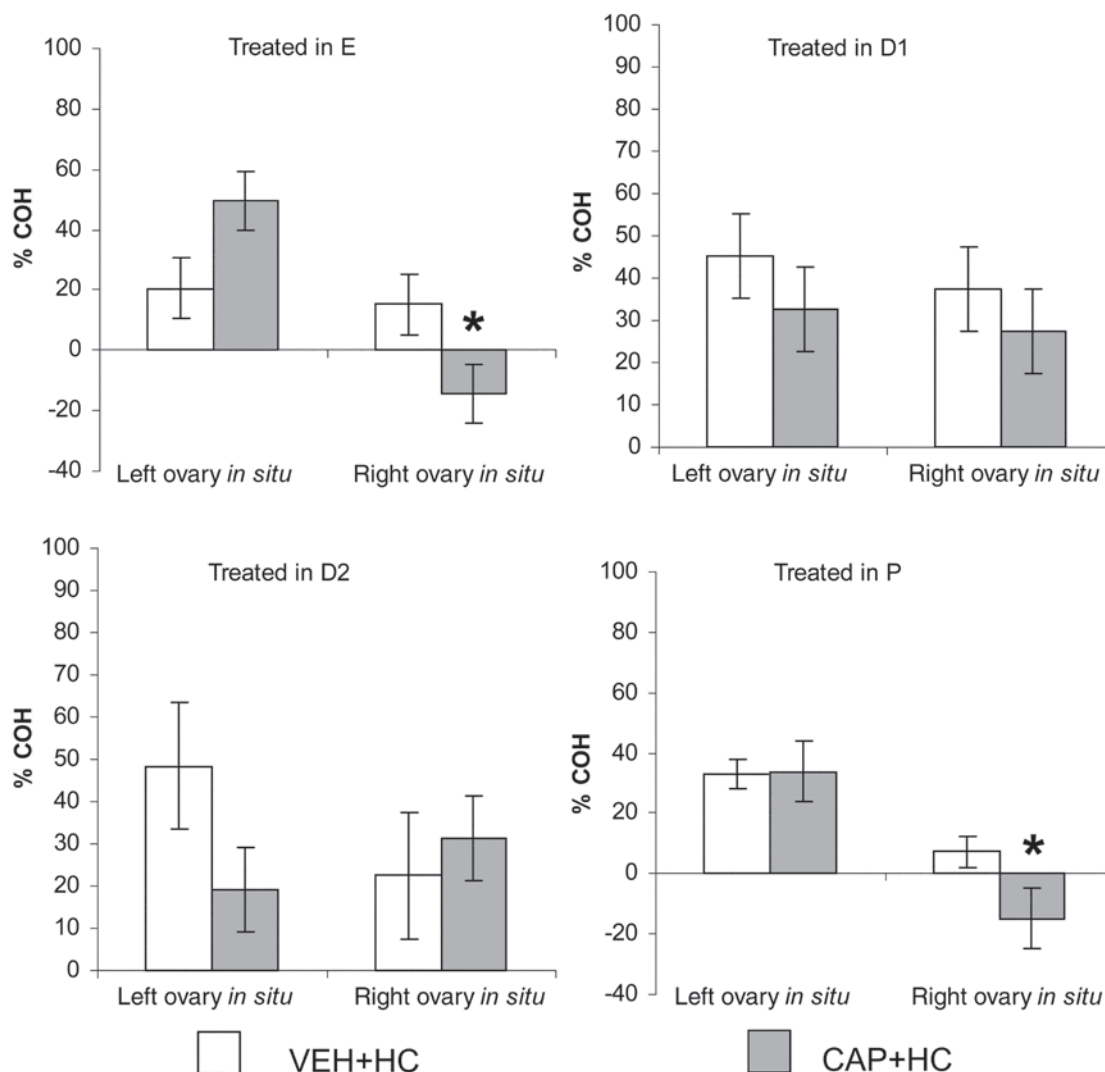 Treated in E
100
80
60
40
20
0
-20
-40
% COH
*
Left ovary in situ
Right ovary in situ
Treated in D1
100
90
80
70
60
50
40
30
20
10
0
% COH
Left ovary in situ
Right ovary in situ
Treated in D2
100
90
80
70
60
50
40
30
20
10
0
% COH
Left ovary in situ
Right ovary in situ
Treated in P
100
80
60
40
20
0
-20
-40
% COH
*
Left ovary in situ
Right ovary in situ
VEH+HC
CAP+HC